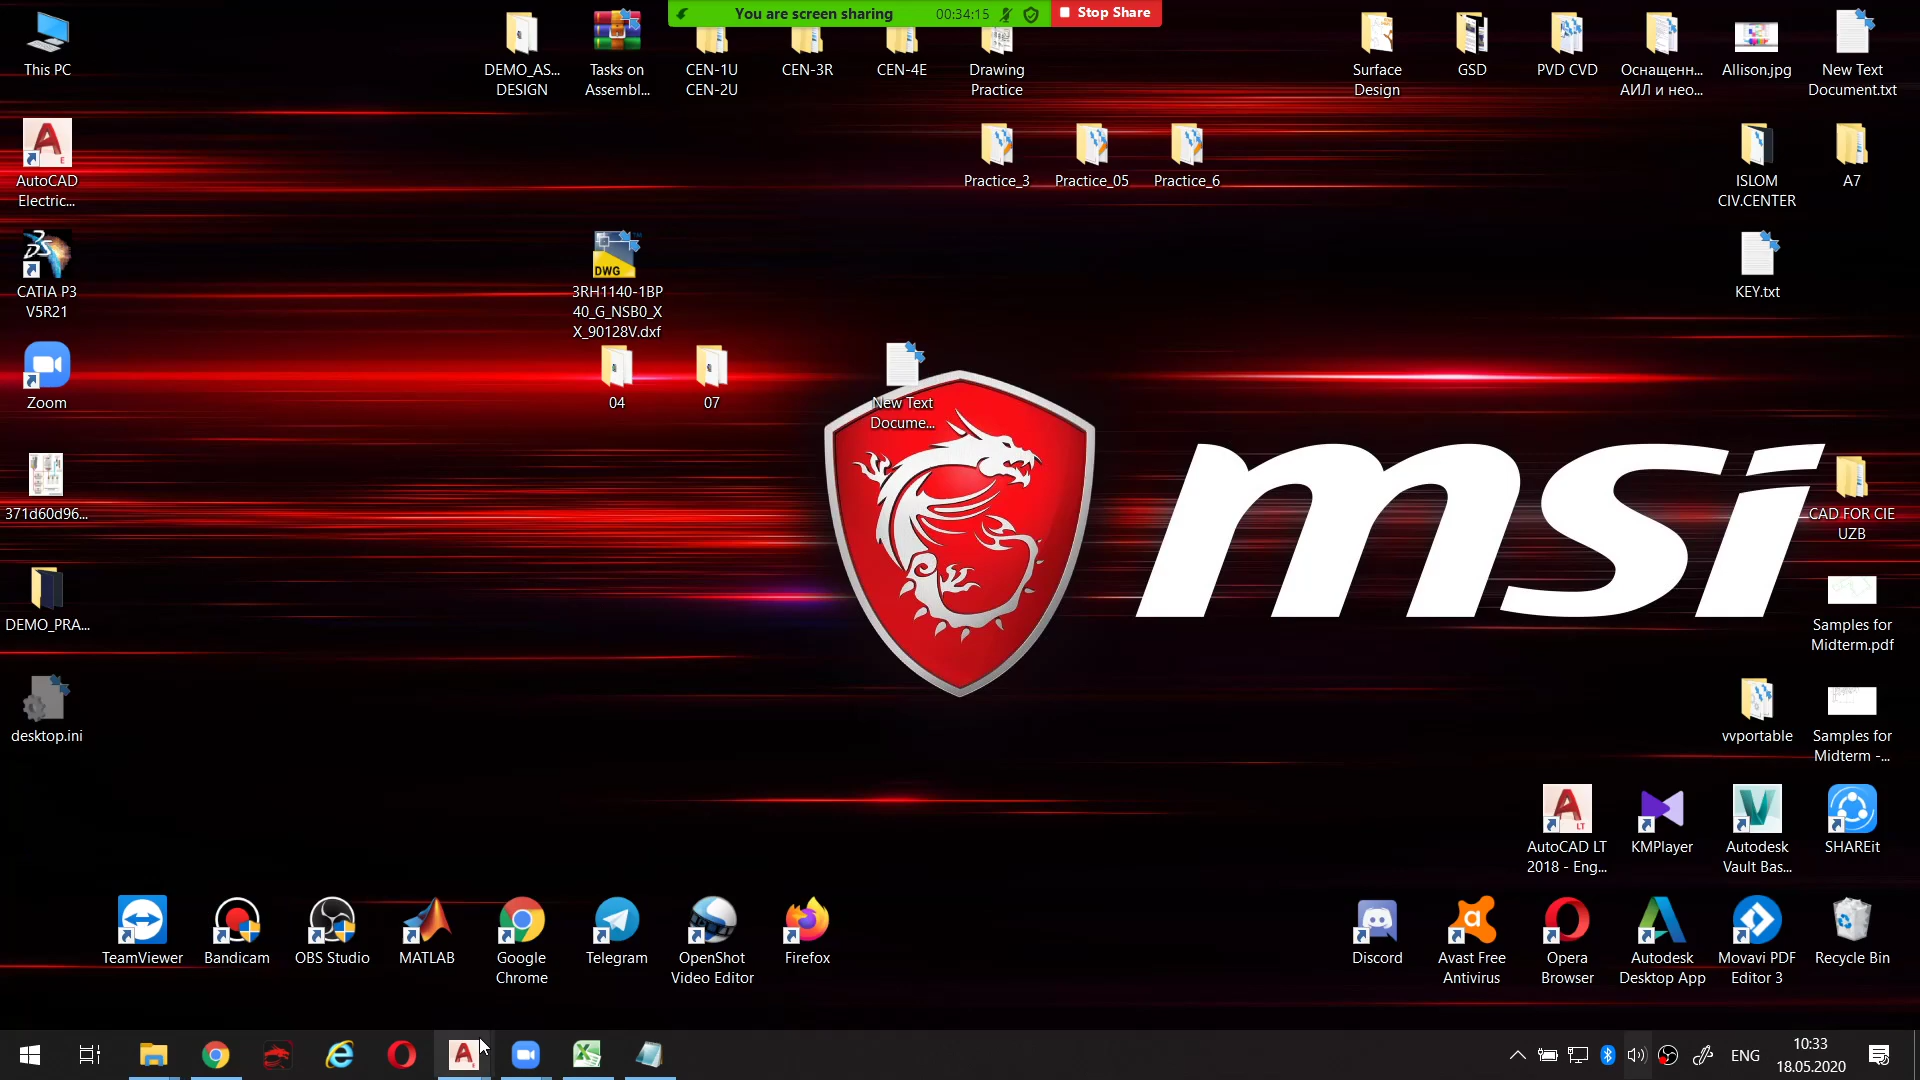 You are screen sharing 00:34:15 Stop Share
This PC
DEMO_AS...
DESIGN
Tasks on
Assembl...
CEN-1U
CEN-2U
CEN-3R
CEN-4E
Drawing
Practice
Surface
Design
GSD
PVD CVD
Оснащенн...
АИЛ и нео...
Allison.jpg
New Text
Document.txt
AutoCAD
Electric...
Practice_3
Practice_05
Practice_6
ISLOM
CIV.CENTER
A7
CATIA P3
V5R21
DWG
3RH1140-1BP
40_G_NSB0_X
X_90128V.dxf
KEY.txt
Zoom
04
07
New Text
Docume...
msi
371d60d96...
CAD FOR CIE
UZB
DEMO_PRA...
Samples for
Midterm.pdf
desktop.ini
vvportable
Samples for
Midterm -...
AutoCAD LT
2018 - Eng...
KMPlayer
Autodesk
Vault Bas...
SHAREit
TeamViewer
Bandicam
OBS Studio
MATLAB
Google
Chrome
Telegram
OpenShot
Video Editor
Firefox
Discord
Avast Free
Antivirus
Opera
Browser
Autodesk
Desktop App
Movavi PDF
Editor 3
Recycle Bin
ENG
10:33
18.05.2020